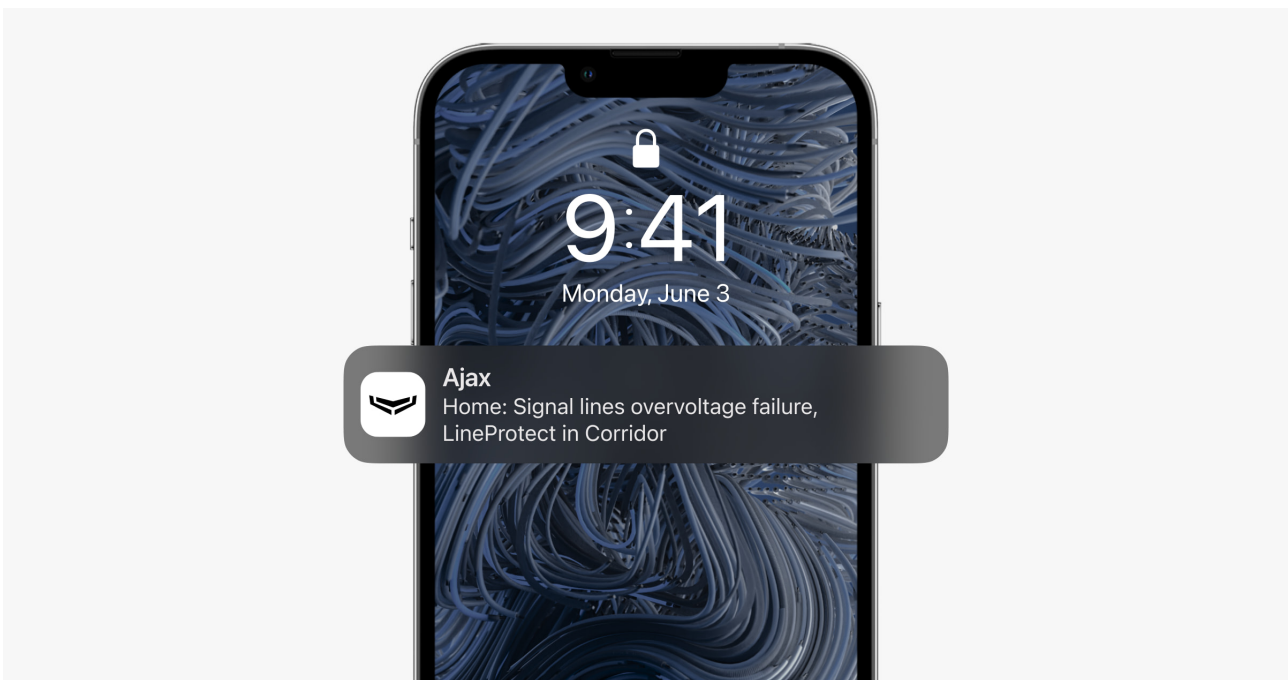 9:41
Monday, June 3
Ajax
Home: Signal lines overvoltage failure,
LineProtect in Corridor